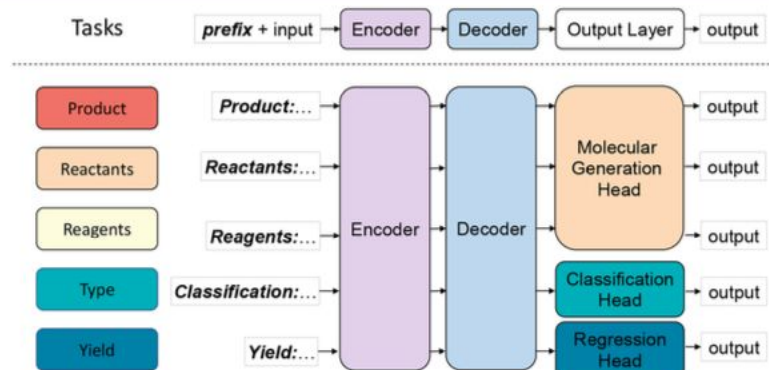 Tasks prefix + input Encoder Decoder Output Layer output
Product Product:... output
Molecular
Generation
Head
Reactants Reactants:... output
Encoder Decoder
Reagents Reagents:... output
Type Classification:... Classification
Head output
Yield Yield:... Regression
Head output